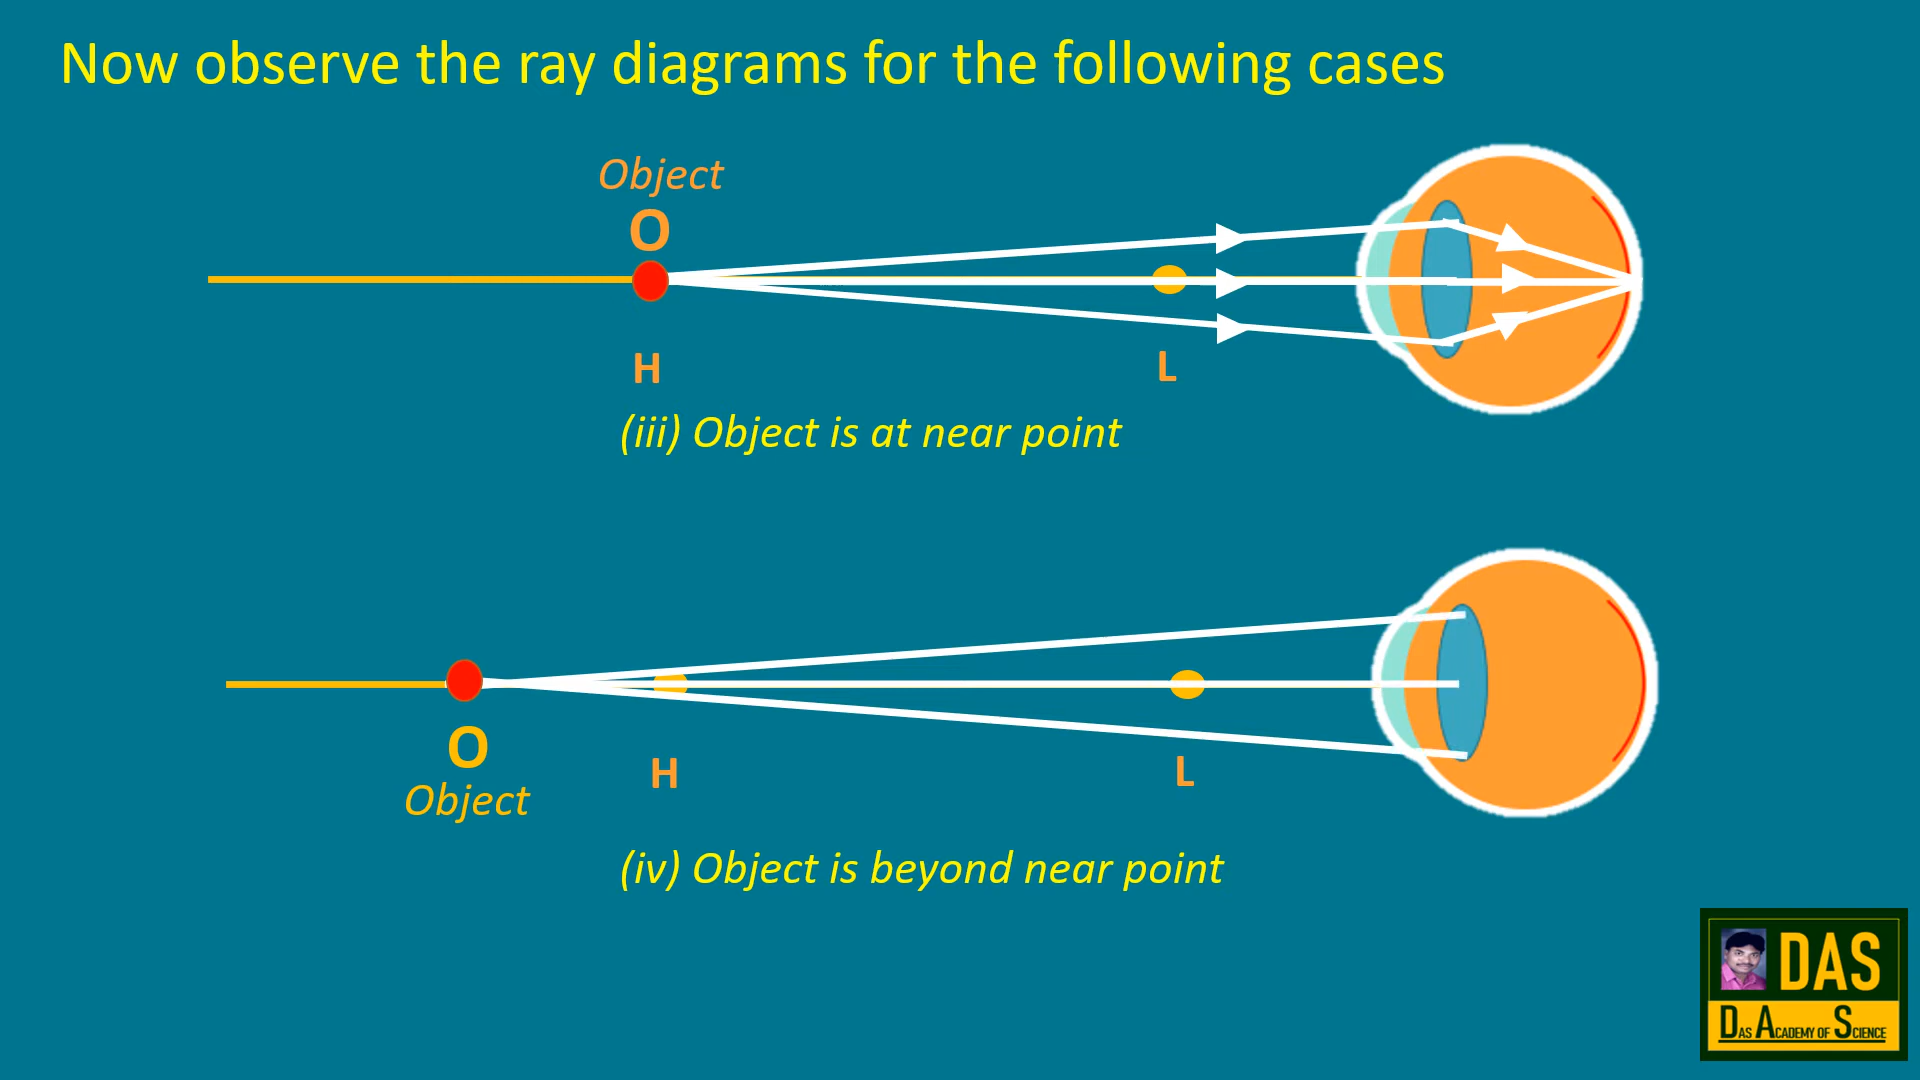 Now observe the ray diagrams for the following cases
Object
O
H
L
(iii) Object is at near point
O
Object
H
L
(iv) Object is beyond near point
DAS
DAS ACADEMY OF SCIENCE